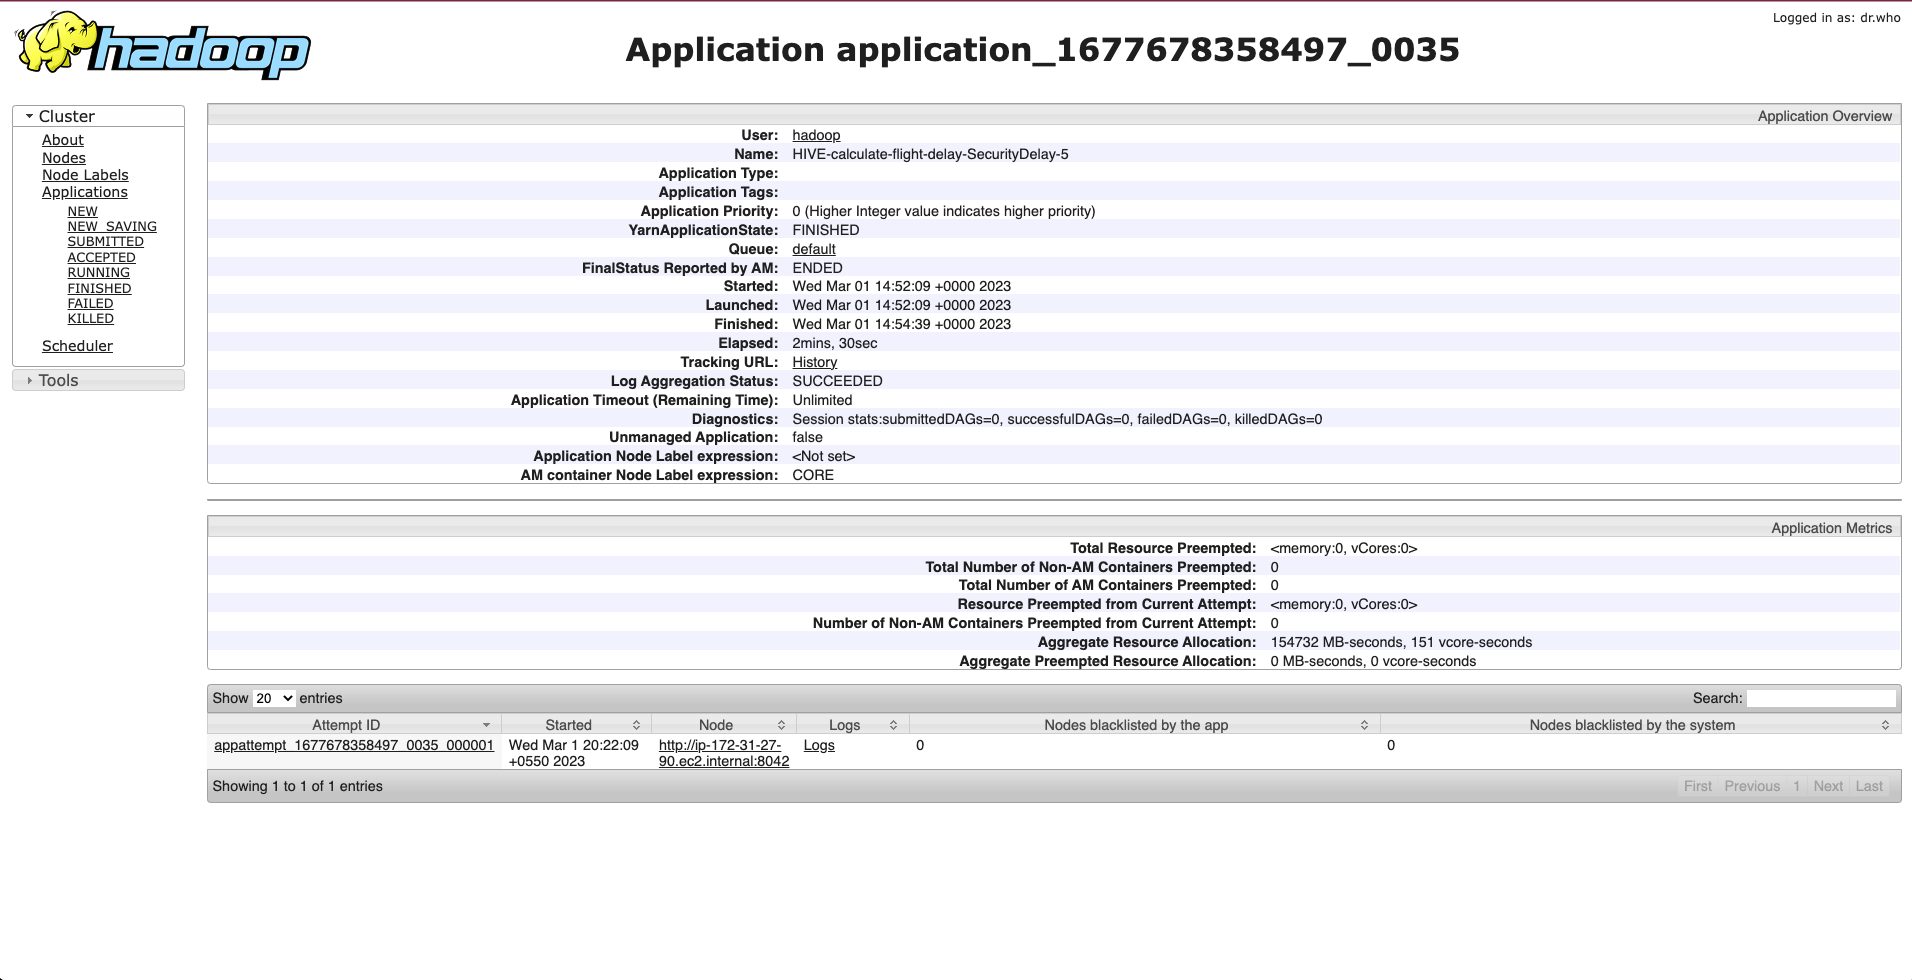 Logged in as: dr.who
hadoop
Application application_1677678358497_0035
Cluster
About
Nodes
Node Labels
Applications
NEW
NEW_SAVING
SUBMITTED
ACCEPTED
RUNNING
FINISHED
FAILED
KILLED
Scheduler
Tools
Application Overview
User: hadoop
Name: HIVE-calculate-flight-delay-SecurityDelay-5
Application Type:
Application Tags:
Application Priority: 0 (Higher Integer value indicates higher priority)
YarnApplicationState: FINISHED
Queue: default
FinalStatus Reported by AM: ENDED
Started: Wed Mar 01 14:52:09 +0000 2023
Launched: Wed Mar 01 14:52:09 +0000 2023
Finished: Wed Mar 01 14:54:39 +0000 2023
Elapsed: 2mins, 30sec
Tracking URL: History
Log Aggregation Status: SUCCEEDED
Application Timeout (Remaining Time): Unlimited
Diagnostics: Session stats:submittedDAGs=0, successfulDAGs=0, failedDAGs=0, killedDAGs=0
Unmanaged Application: false
Application Node Label expression: <Not set>
AM container Node Label expression: CORE
Application Metrics
Total Resource Preempted: <memory:0, vCores:0>
Total Number of Non-AM Containers Preempted: 0
Total Number of AM Containers Preempted: 0
Resource Preempted from Current Attempt: <memory:0, vCores:0>
Number of Non-AM Containers Preempted from Current Attempt: 0
Aggregate Resource Allocation: 154732 MB-seconds, 151 vcore-seconds
Aggregate Preempted Resource Allocation: 0 MB-seconds, 0 vcore-seconds
Show 20 entries Search:
Attempt ID Started Node Logs Nodes blacklisted by the app Nodes blacklisted by the system
appattempt_1677678358497_0035_000001 Wed Mar 1 20:22:09 http://ip-172-31-27- Logs 0 0
+0550 2023 90.ec2.internal:8042
Showing 1 to 1 of 1 entries First Previous 1 Next Last